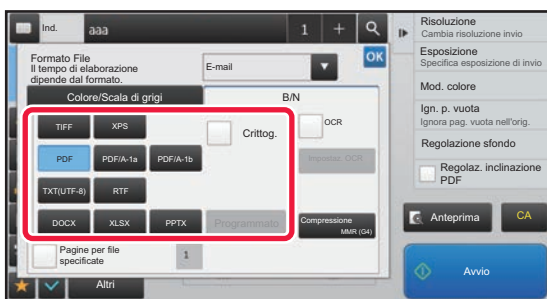 Ind.
aaa
1
+
Formato File
Il tempo di elaborazione
dipende dal formato.
E-mail
OK
Colore/Scala di grigi
B/N
TIFF
XPS
Crittog.
OCR
PDF
PDF/A-1a
PDF/A-1b
Impostaz. OCR
TXT(UTF-8)
RTF
DOCX
XLSX
PPTX
Programmato
Compressione
MMR (G4)
Pagine per file
specificate
1
Altri
Risoluzione
Cambia risoluzione invio
Esposizione
Specifica esposizione di invio
Mod. colore
Ign. p. vuota
Ignora pag. vuota nell'orig.
Regolazione sfondo
Regolaz. inclinazione
PDF
Anteprima
CA
Avvio